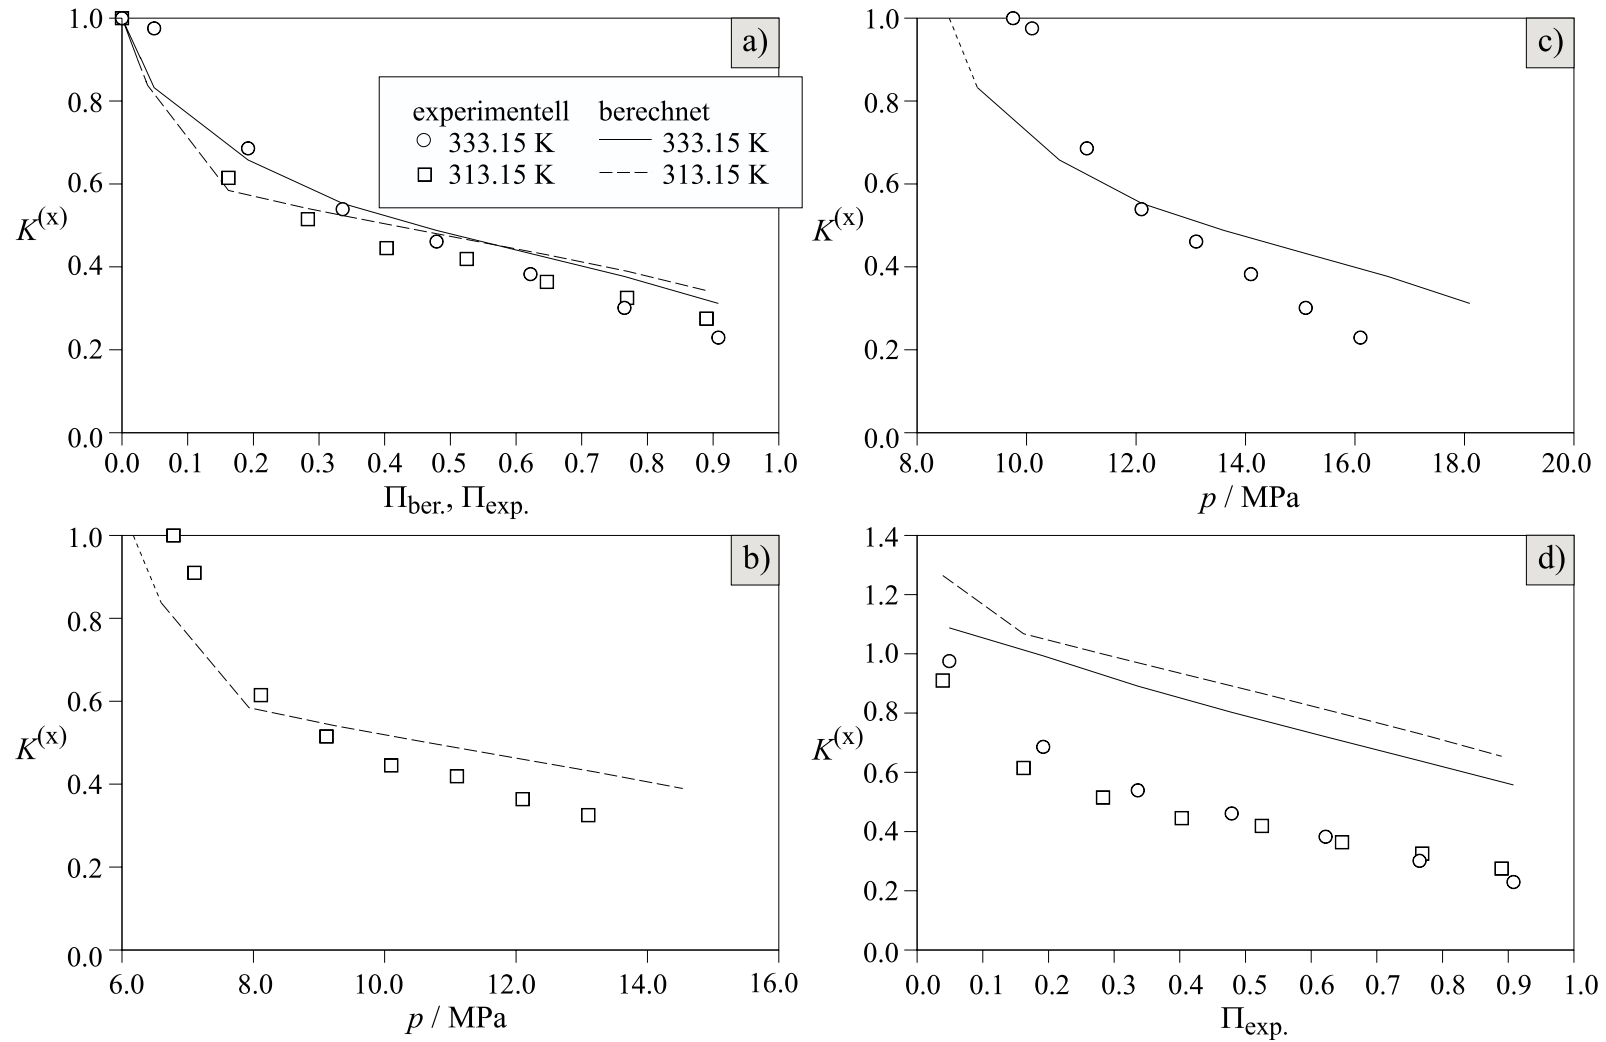 a)
1.0
0.8
0.6
0.4
0.2
0.0
K(x)
experimentell berechnet
333.15 K 333.15 K
313.15 K 313.15 K
0.0 0.1 0.2 0.3 0.4 0.5 0.6 0.7 0.8 0.9 1.0
Πber., Πexp.
c)
1.0
0.8
0.6
0.4
0.2
0.0
K(x)
8.0 10.0 12.0 14.0 16.0 18.0 20.0
p / MPa
b)
1.0
0.8
0.6
0.4
0.2
0.0
K(x)
6.0 8.0 10.0 12.0 14.0 16.0
p / MPa
d)
1.4
1.2
1.0
0.8
0.6
0.4
0.2
0.0
K(x)
0.0 0.1 0.2 0.3 0.4 0.5 0.6 0.7 0.8 0.9 1.0
Πexp.